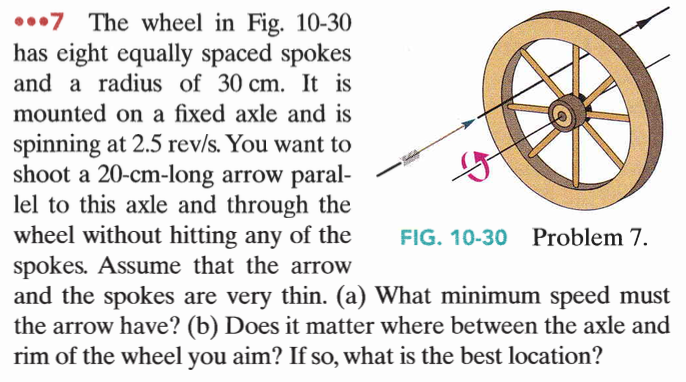 •••7 The wheel in Fig. 10-30
has eight equally spaced spokes
and a radius of 30 cm. It is
mounted on a fixed axle and is
spinning at 2.5 rev/s. You want to
shoot a 20-cm-long arrow paral-
lel to this axle and through the
wheel without hitting any of the
FIG. 10-30 Problem 7.
spokes. Assume that the arrow
and the spokes are very thin. (a) What minimum speed must
the arrow have? (b) Does it matter where between the axle and
rim of the wheel you aim? If so, what is the best location?